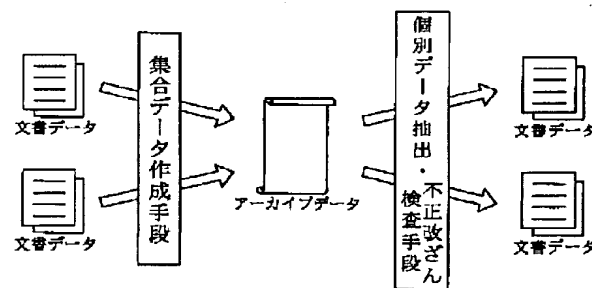 文書データ
文書データ
集合データ作成手段
アーカイブデータ
個別データ抽出・不正改ざん検査手段
文書データ
文書データ